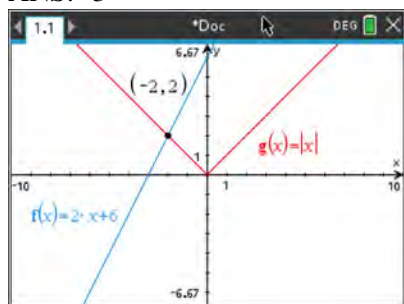 1.1 *Doc DEG
6.67 y
(-2,2)
g(x)=|x|
1
x
-10 1 10
f(x)=2·x+6
-6.67